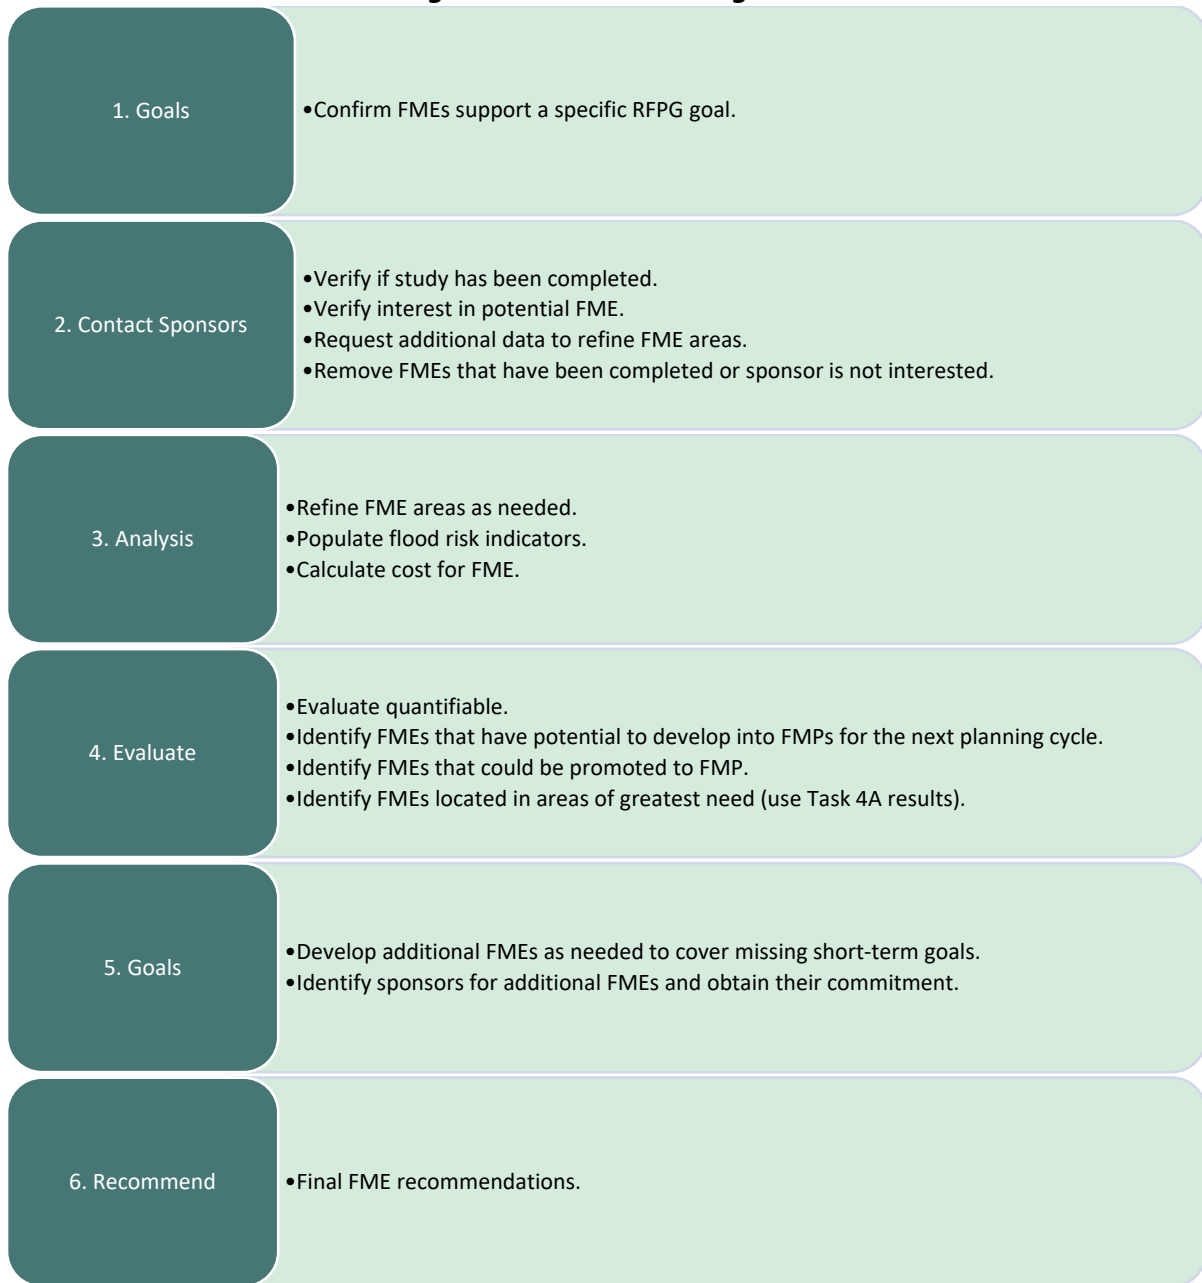 1. Goals
•Confirm FMEs support a specific RFPG goal.
2. Contact Sponsors
•Verify if study has been completed.
•Verify interest in potential FME.
•Request additional data to refine FME areas.
•Remove FMEs that have been completed or sponsor is not interested.
3. Analysis
•Refine FME areas as needed.
•Populate flood risk indicators.
•Calculate cost for FME.
4. Evaluate
•Evaluate quantifiable.
•Identify FMEs that have potential to develop into FMPs for the next planning cycle.
•Identify FMEs that could be promoted to FMP.
•Identify FMEs located in areas of greatest need (use Task 4A results).
5. Goals
•Develop additional FMEs as needed to cover missing short-term goals.
•Identify sponsors for additional FMEs and obtain their commitment.
6. Recommend
•Final FME recommendations.